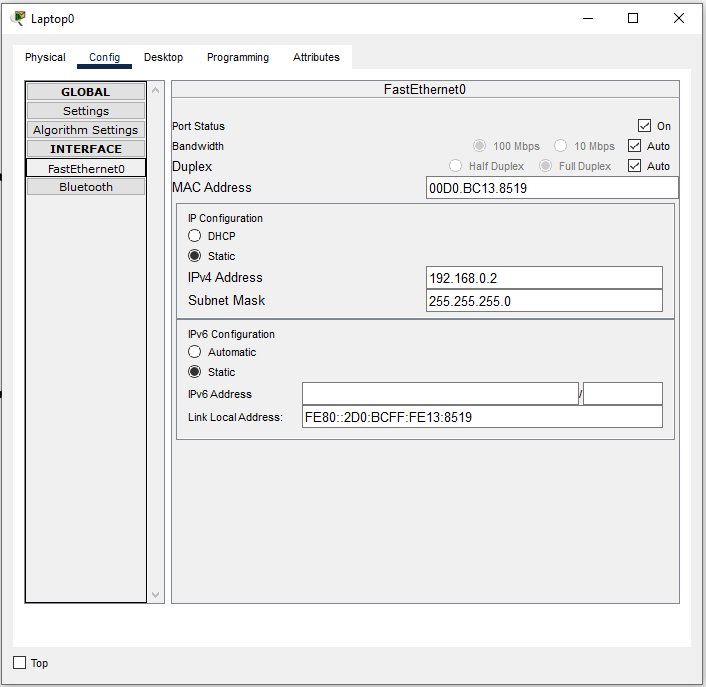 Laptop0
Physical Config Desktop Programming Attributes
GLOBAL
Settings
Algorithm Settings
INTERFACE
FastEthernet0
Bluetooth
FastEthernet0
Port Status On
Bandwidth 100 Mbps 10 Mbps Auto
Duplex Half Duplex Full Duplex Auto
MAC Address 00D0.BC13.8519
IP Configuration
DHCP
Static
IPv4 Address 192.168.0.2
Subnet Mask 255.255.255.0
IPv6 Configuration
Automatic
Static
IPv6 Address /
Link Local Address: FE80::2D0:BCFF:FE13:8519
Top